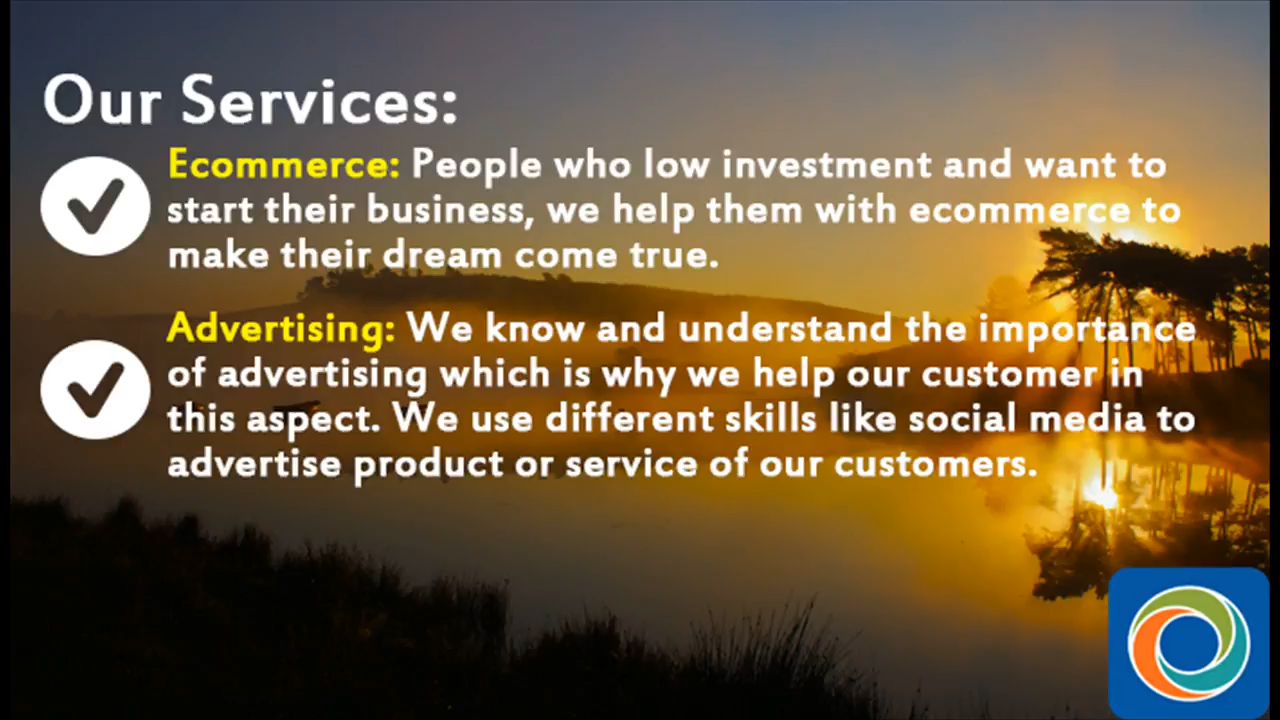 Our Services:
Ecommerce: People who low investment and want to
start their business, we help them with ecommerce to
make their dream come true.
Advertising: We know and understand the importance
of advertising which is why we help our customer in
this aspect. We use different skills like social media to
advertise product or service of our customers.